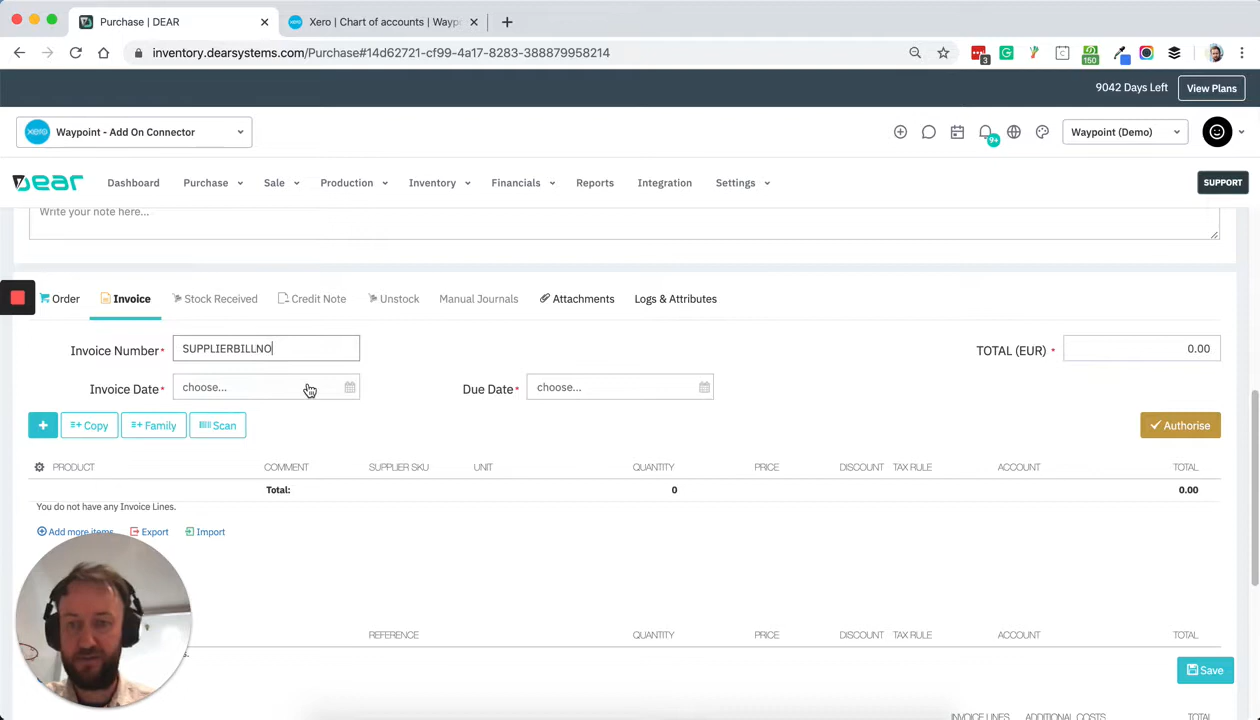 Purchase | DEAR
Xero | Chart of accounts | Wayp
inventory.dearsystems.com/Purchase#14d62721-cf99-4a17-8283-388879958214
3
150
9042 Days Left
View Plans
xero
Waypoint - Add On Connector
9+
Waypoint (Demo)
Dear
Dashboard
Purchase
Sale
Production
Inventory
Financials
Reports
Integration
Settings
SUPPORT
Write your note here...
Order
Invoice
Stock Received
Credit Note
Unstock
Manual Journals
Attachments
Logs & Attributes
Invoice Number*
SUPPLIERBILLNO
TOTAL (EUR) *
0.00
Invoice Date*
choose...
Due Date*
choose...
+
Copy
Family
Scan
Authorise
PRODUCT
COMMENT
SUPPLIER SKU
UNIT
QUANTITY
PRICE
DISCOUNT
TAX RULE
ACCOUNT
TOTAL
Total:
0
0.00
You do not have any Invoice Lines.
Add more items
Export
Import
REFERENCE
QUANTITY
PRICE
DISCOUNT
TAX RULE
ACCOUNT
TOTAL
Save
INVOICE LINES
ADDITIONAL COSTS
TOTAL